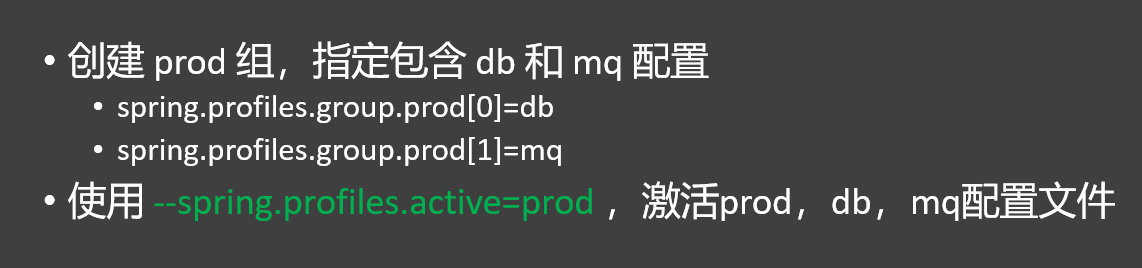 • 创建 prod 组，指定包含 db 和 mq 配置
• spring.profiles.group.prod[0]=db
• spring.profiles.group.prod[1]=mq
• 使用 --spring.profiles.active=prod ，激活prod，db，mq配置文件